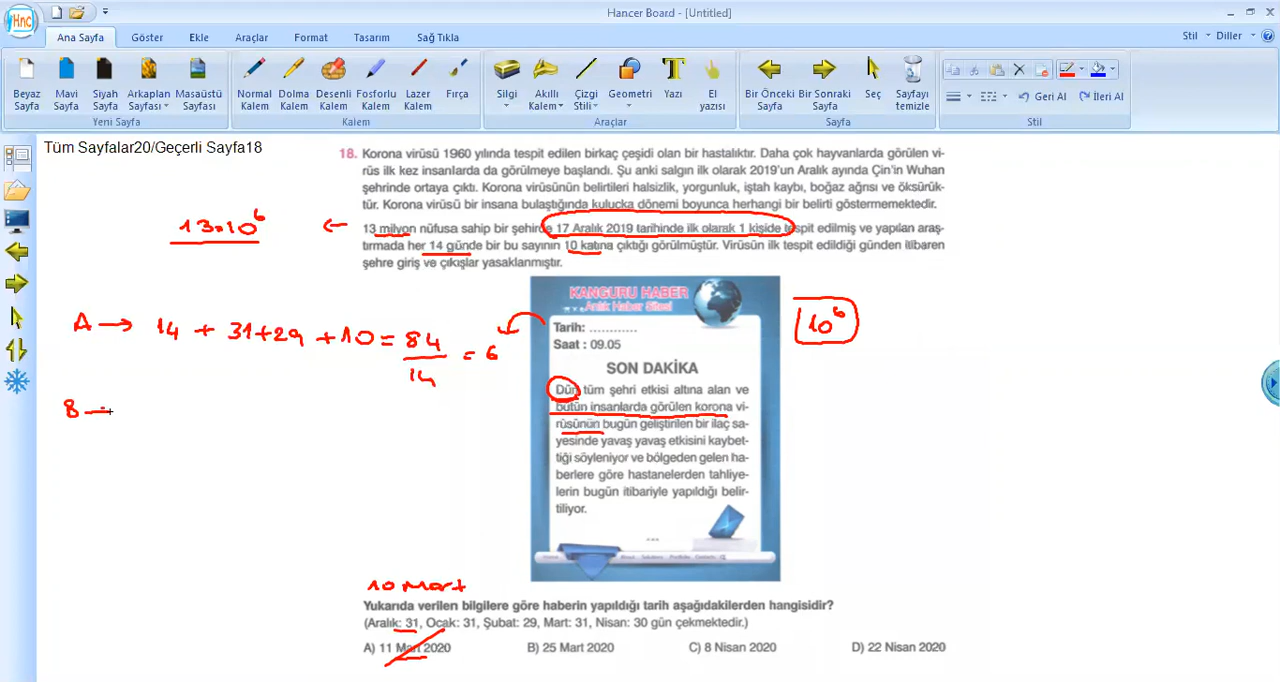 Hnc
Hancer Board - [Untitled]
Ana Sayfa Göster Ekle Araçlar Format Tasarım Sağ Tıkla Stil Diller
Beyaz Sayfa Mavi Sayfa Siyah Sayfa Arkaplan Sayfası Masaüstü Sayfası Normal Kalem Dolma Kalem Desenli Kalem Fosforlu Kalem Lazer Kalem Fırça Silgi Akıllı Kalem Çizgi Stili Geometri Yazı El yazısı Bir Önceki Sayfa Bir Sonraki Sayfa Seç Sayfayı temizle Geri Al İleri Al
Yeni Sayfa Kalem Araçlar Sayfa Stil
Tüm Sayfalar20/Geçerli Sayfa18
18. Korona virüsü 1960 yılında tespit edilen birkaç çeşidi olan bir hastalıktır. Daha çok hayvanlarda görülen vi-
rüs ilk kez insanlarda da görülmeye başlandı. Şu anki salgın ilk olarak 2019'un Aralık ayında Çin'in Wuhan
şehrinde ortaya çıktı. Korona virüsünün belirtileri halsizlik, yorgunluk, iştah kaybı, boğaz ağrısı ve öksürük-
tür. Korona virüsü bir insana bulaştığında kuluçka dönemi boyunca herhangi bir belirti göstermemektedir.
13•10⁶ ← 13 milyon nüfusa sahip bir şehirde 17 Aralık 2019 tarihinde ilk olarak 1 kişide tespit edilmiş ve yapılan araş-
tırmada her 14 günde bir bu sayının 10 katına çıktığı görülmüştür. Virüsün ilk tespit edildiği günden itibaren
şehre giriş ve çıkışlar yasaklanmıştır.
KANGURU HABER
Anlık Haber Sitesi
A → 14 + 31+29 +10 = 84/14 = 6
10⁶
Tarih: ............
Saat : 09.05
SON DAKİKA
Dün tüm şehri etkisi altına alan ve
bütün insanlarda görülen korona vi-
rüsünün bugün geliştirilen bir ilaç sa-
yesinde yavaş yavaş etkisini kaybet-
tiği söyleniyor ve bölgeden gelen ha-
berlere göre hastanelerden tahliye-
lerin bugün itibariyle yapıldığı belir-
tiliyor.
B —
10 Mart
Yukarıda verilen bilgilere göre haberin yapıldığı tarih aşağıdakilerden hangisidir?
(Aralık: 31, Ocak: 31, Şubat: 29, Mart: 31, Nisan: 30 gün çekmektedir.)
A) 11 Mart 2020 B) 25 Mart 2020 C) 8 Nisan 2020 D) 22 Nisan 2020